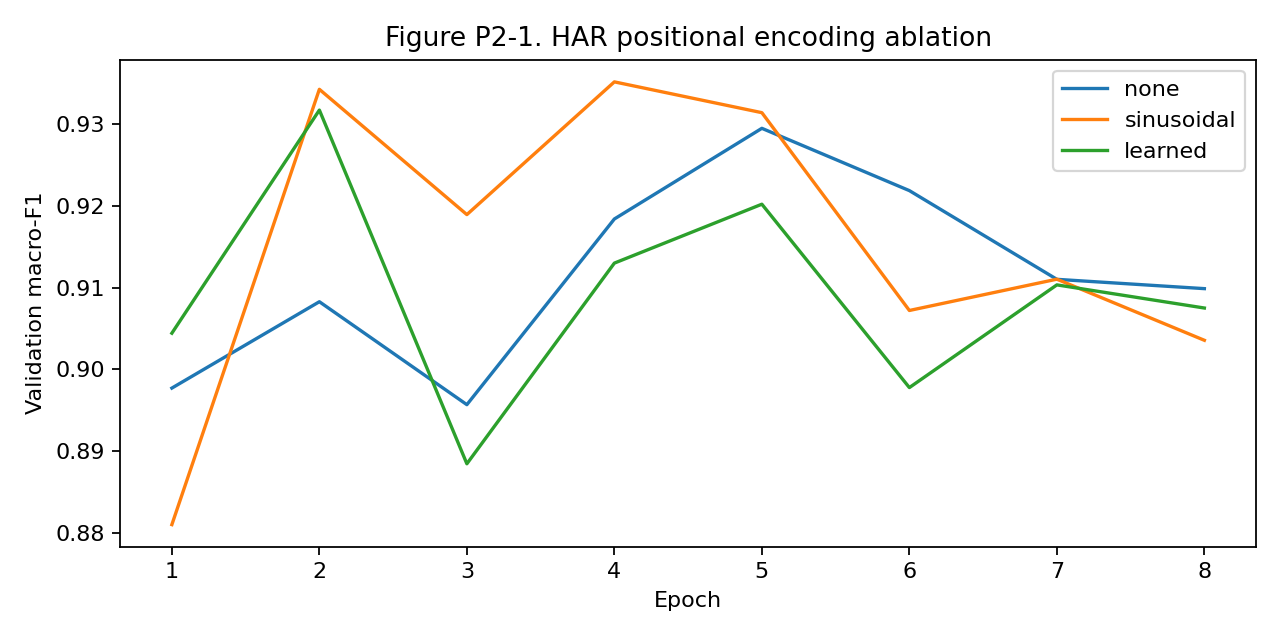 Figure P2-1. HAR positional encoding ablation
none
sinusoidal
learned
Validation macro-F1
0.93
0.92
0.91
0.90
0.89
0.88
1 2 3 4 5 6 7 8
Epoch